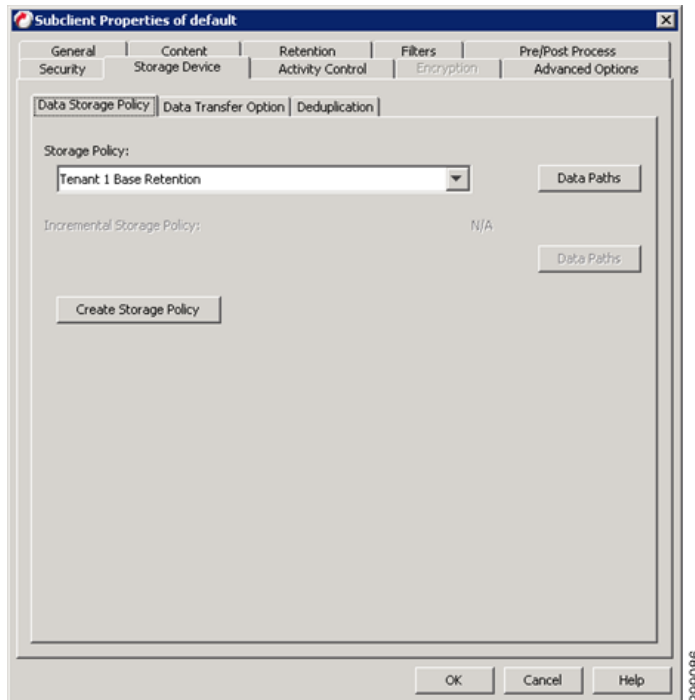 Subclient Properties of default
General Content Retention Filters Pre/Post Process
Security Storage Device Activity Control Encryption Advanced Options
Data Storage Policy Data Transfer Option Deduplication
Storage Policy:
Tenant 1 Base Retention Data Paths
Incremental Storage Policy: N/A
Data Paths
Create Storage Policy
OK Cancel Help